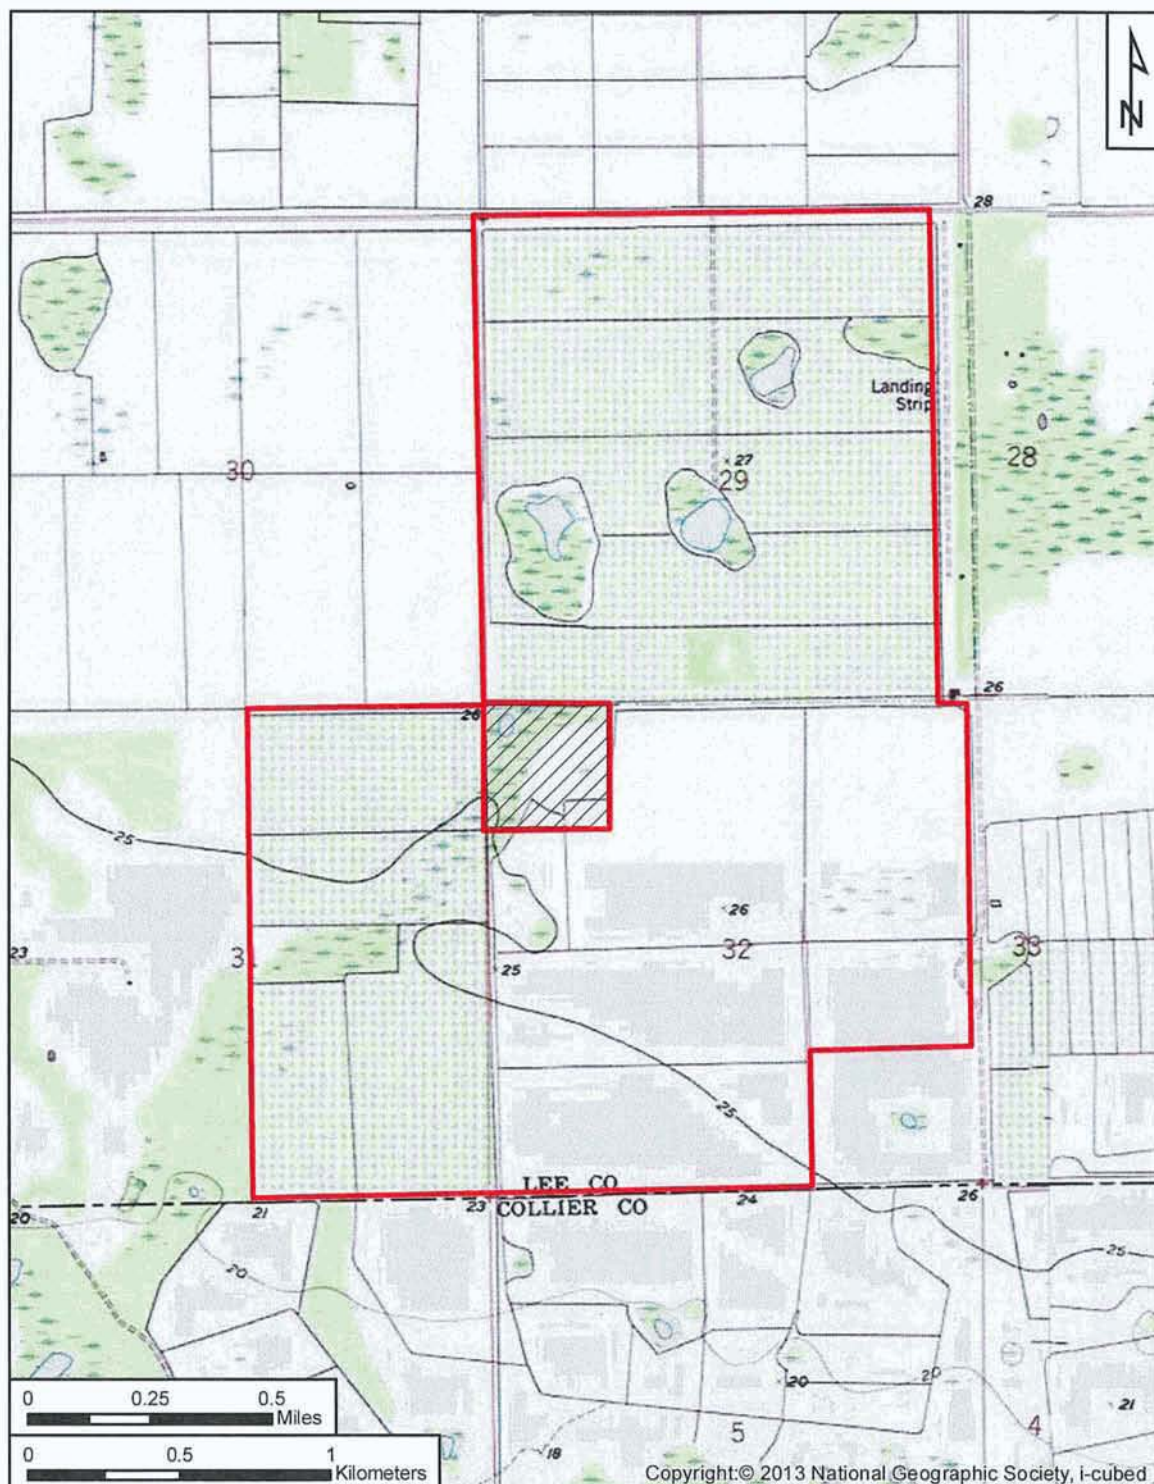 N
28
Landing
Strip
27
29
28
30
26
26
25
26
23
3
32
33
25
25
LEE CO
COLLIER CO
20
21
23
24
26
25
20
20
20
21
0 0.25 0.5
Miles
5
4
18
0 0.5 1
Kilometers
Copyright:© 2013 National Geographic Society, i-cubed